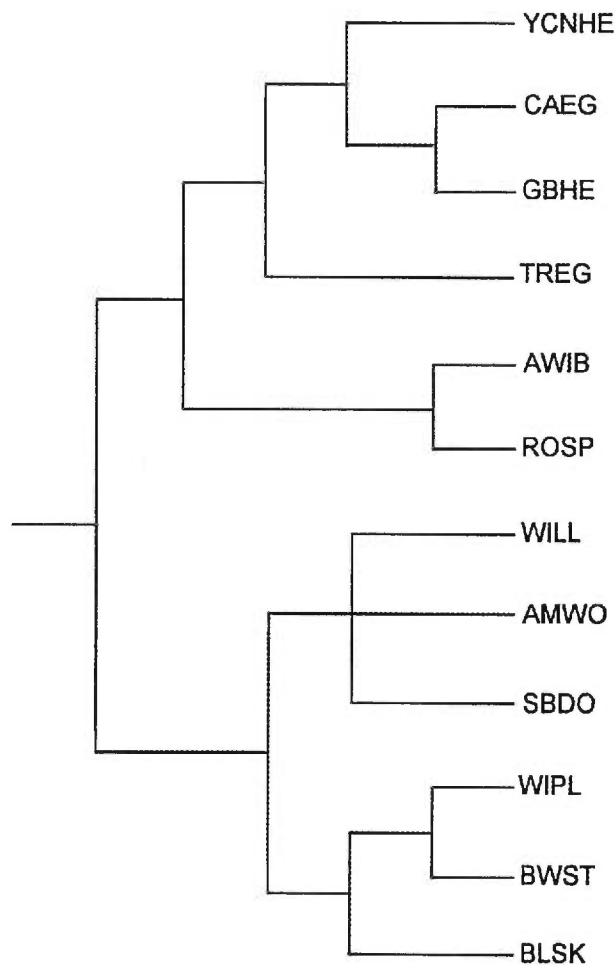 YCNHE
CAEG
GBHE
TREG
AWIB
ROSP
WILL
AMWO
SBDO
WIPL
BWST
BLSK